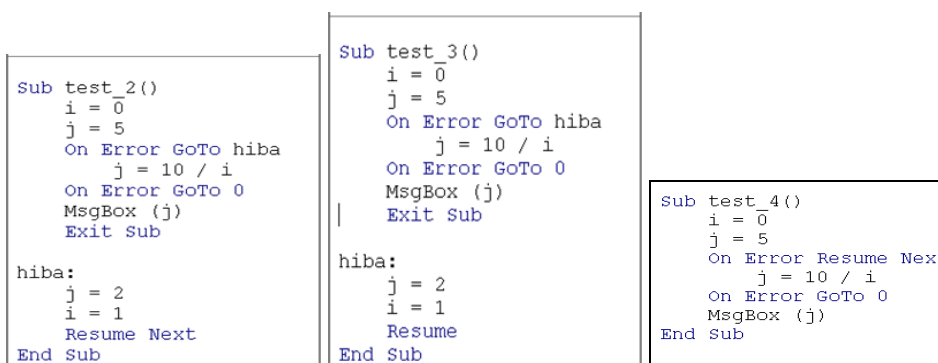 Sub test_2()
i = 0
j = 5
On Error GoTo hiba
j = 10 / i
On Error GoTo 0
MsgBox (j)
Exit Sub
hiba:
j = 2
i = 1
Resume Next
End Sub
Sub test_3()
i = 0
j = 5
On Error GoTo hiba
j = 10 / i
On Error GoTo 0
MsgBox (j)
Exit Sub
hiba:
j = 2
i = 1
Resume
End Sub
Sub test_4()
i = 0
j = 5
On Error Resume Nex
j = 10 / i
On Error GoTo 0
MsgBox (j)
End Sub